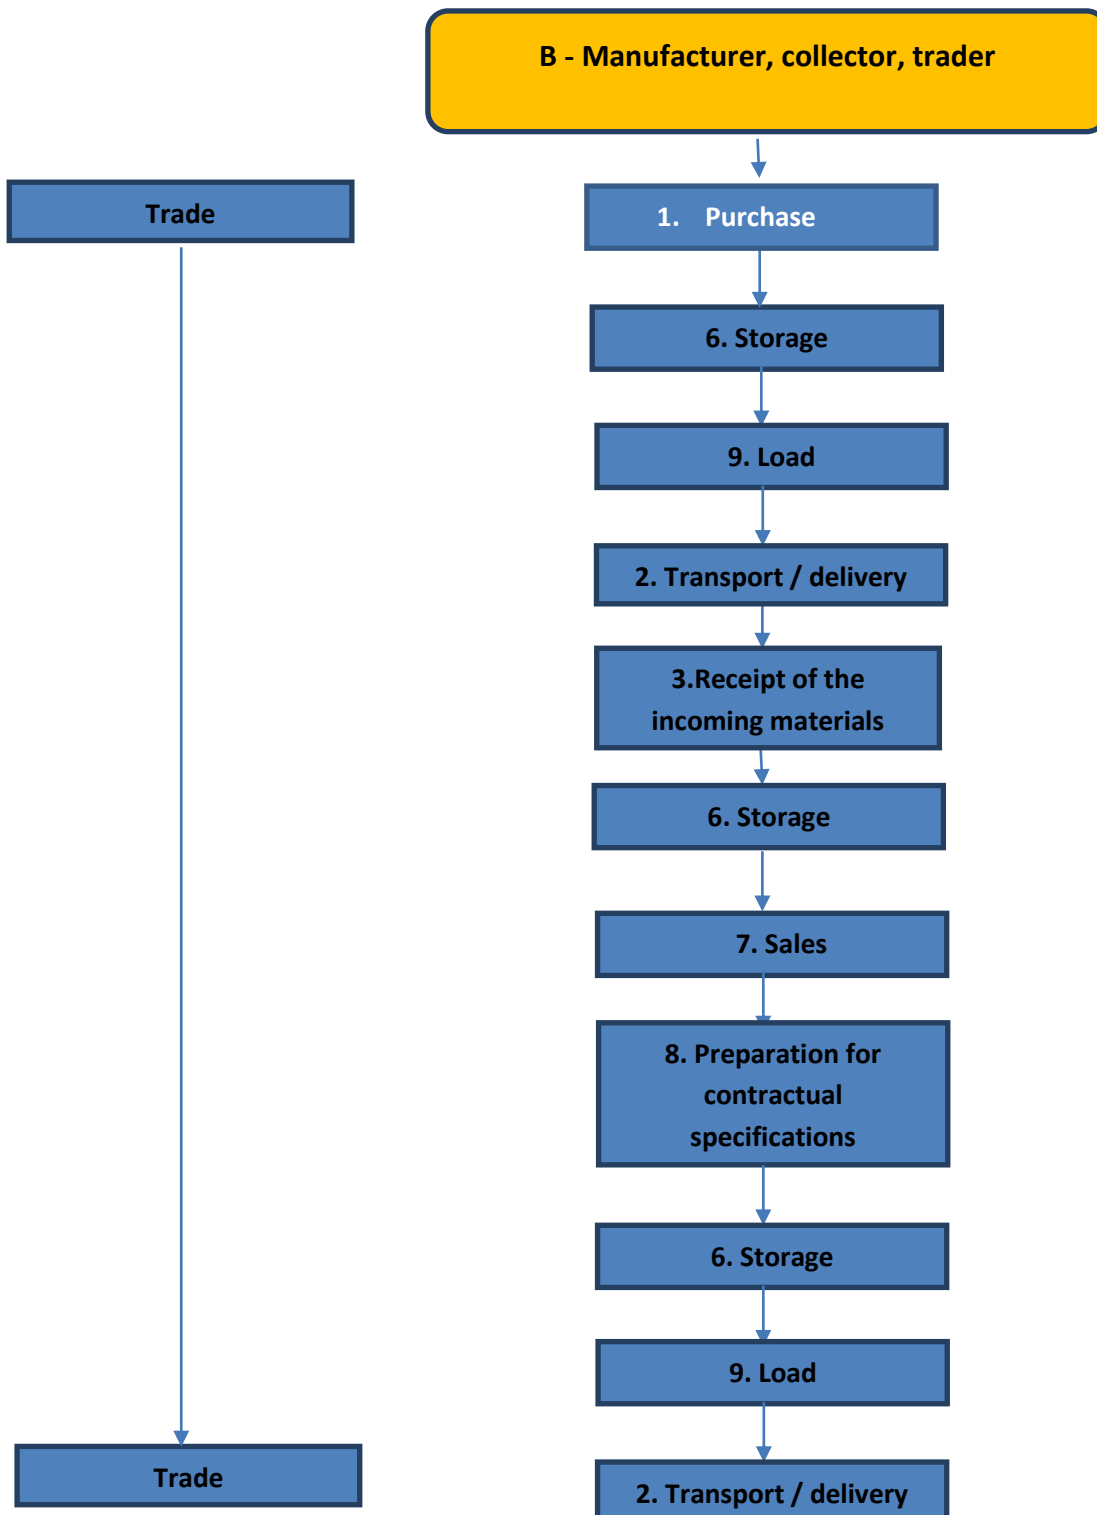 B - Manufacturer, collector, trader
Trade
1. Purchase
6. Storage
9. Load
2. Transport / delivery
3.Receipt of the
incoming materials
6. Storage
7. Sales
8. Preparation for
contractual
specifications
6. Storage
9. Load
Trade
2. Transport / delivery